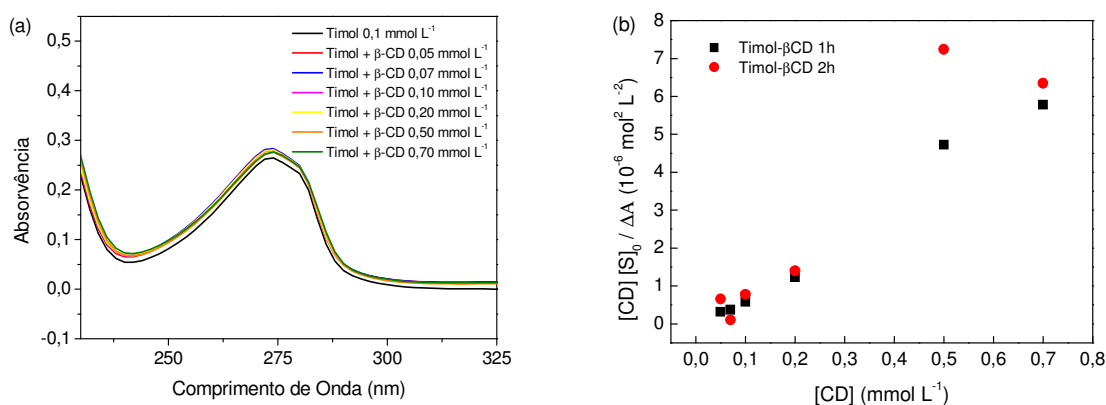 (a)
Timol 0,1 mmol L⁻¹
Timol + β-CD 0,05 mmol L⁻¹
Timol + β-CD 0,07 mmol L⁻¹
Timol + β-CD 0,10 mmol L⁻¹
Timol + β-CD 0,20 mmol L⁻¹
Timol + β-CD 0,50 mmol L⁻¹
Timol + β-CD 0,70 mmol L⁻¹
Absorvência
0,5
0,4
0,3
0,2
0,1
0,0
-0,1
250 275 300 325
Comprimento de Onda (nm)
(b)
Timol-βCD 1h
Timol-βCD 2h
[CD] [S]₀ / ΔA (10⁻⁶ mol² L⁻²)
8
7
6
5
4
3
2
1
0
0,0 0,1 0,2 0,3 0,4 0,5 0,6 0,7 0,8
[CD] (mmol L⁻¹)